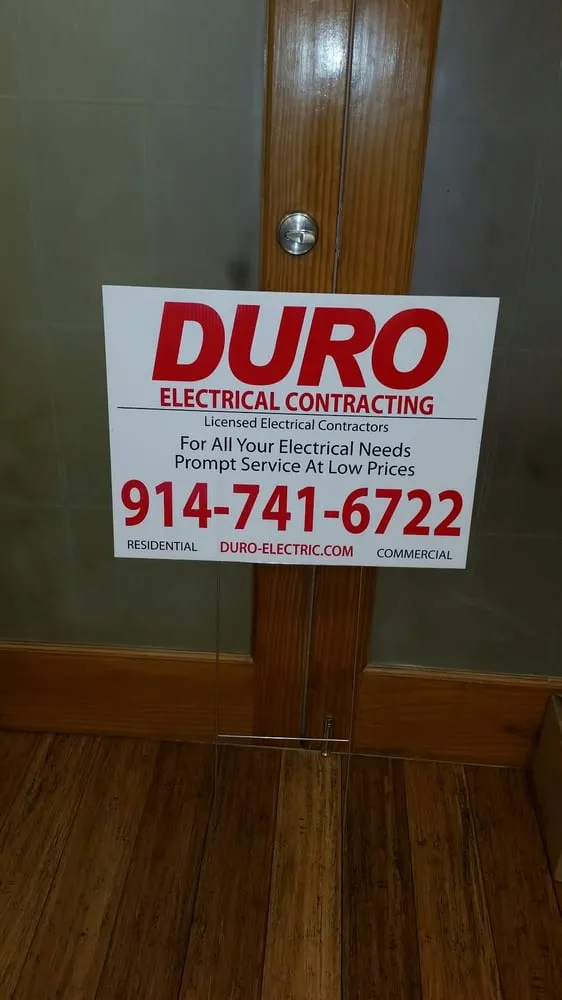 DURO
ELECTRICAL CONTRACTING
Licensed Electrical Contractors
For All Your Electrical Needs
Prompt Service At Low Prices
914-741-6722
RESIDENTIAL DURO-ELECTRIC.COM COMMERCIAL